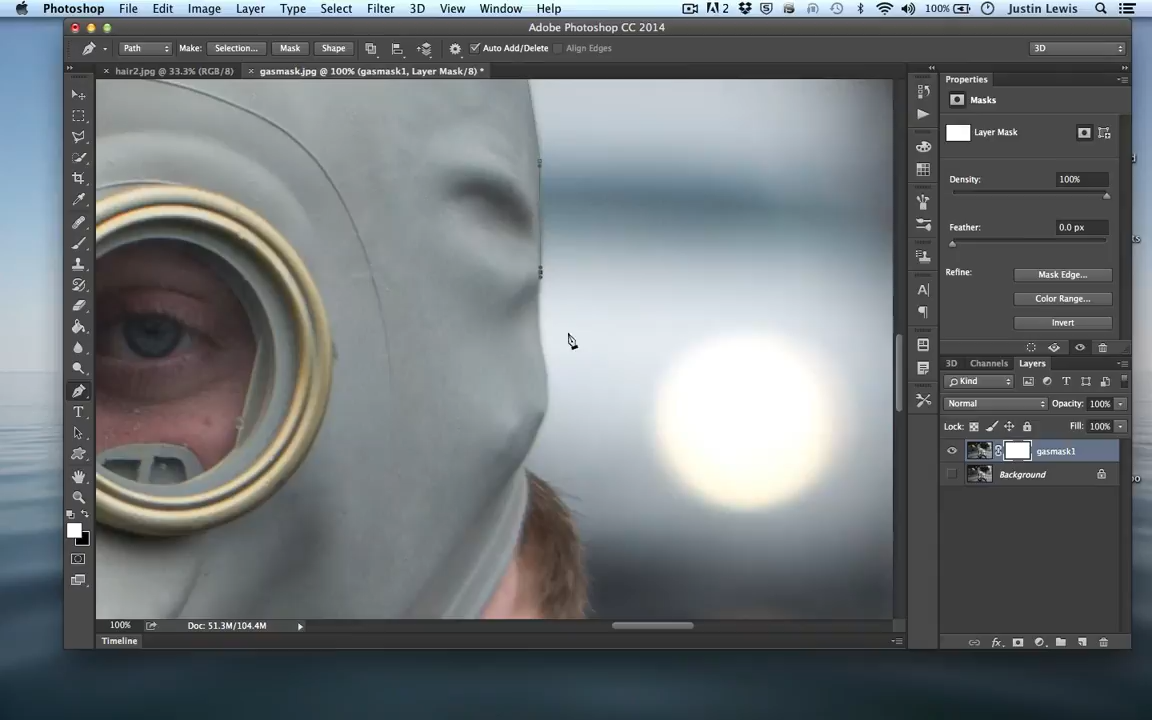 Photoshop File Edit Image Layer Type Select Filter 3D View Window Help 2 100% Justin Lewis
Adobe Photoshop CC 2014
Path Make: Selection... Mask Shape Auto Add/Delete Align Edges 3D
× hair2.jpg @ 33.3% (RGB/8) × gasmask.jpg @ 100% (gasmask1, Layer Mask/8) *
Properties
Masks
Layer Mask
Density: 100%
Feather: 0.0 px
Refine: Mask Edge...
Color Range...
Invert
3D Channels Layers
Kind
Normal Opacity: 100%
Lock: Fill: 100%
gasmask1
Background
100% Doc: 51.3M/104.4M
Timeline